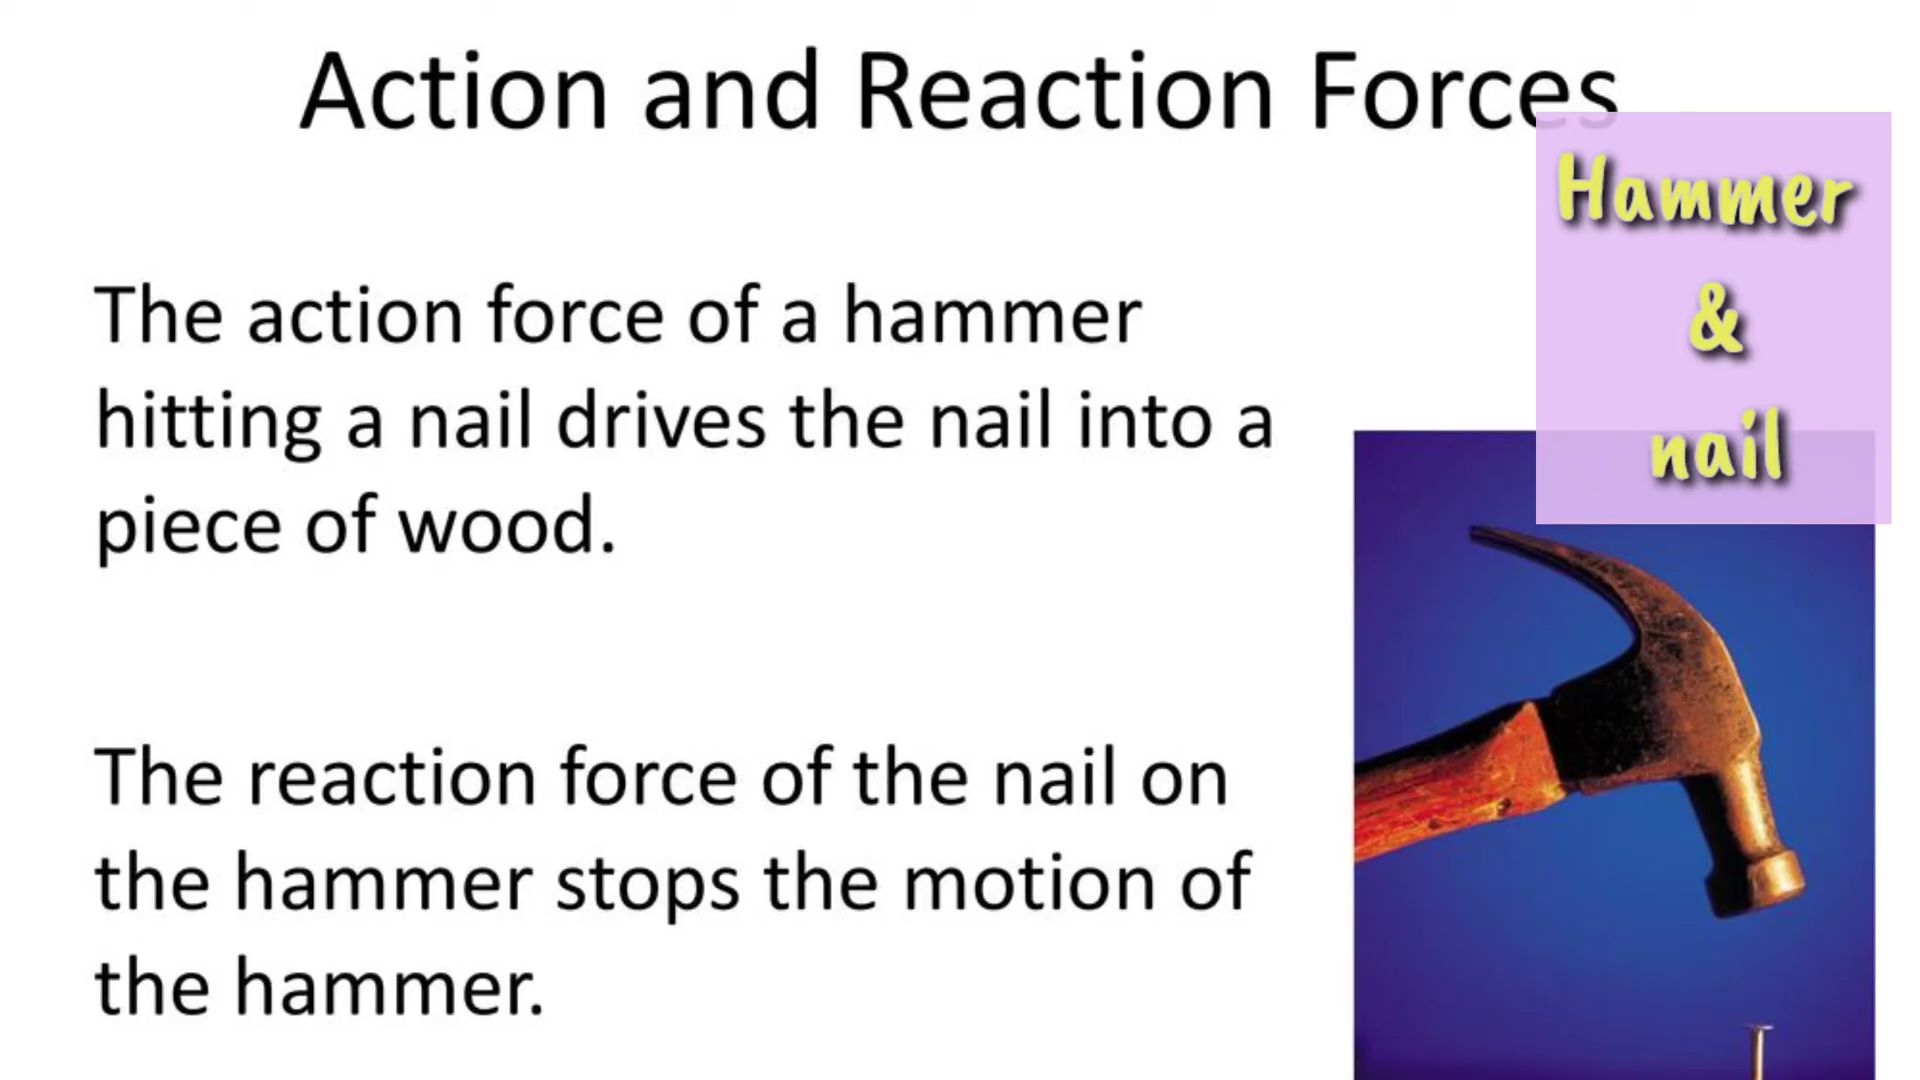 Action and Reaction Forces
Hammer
&
nail
The action force of a hammer
hitting a nail drives the nail into a
piece of wood.
The reaction force of the nail on
the hammer stops the motion of
the hammer.